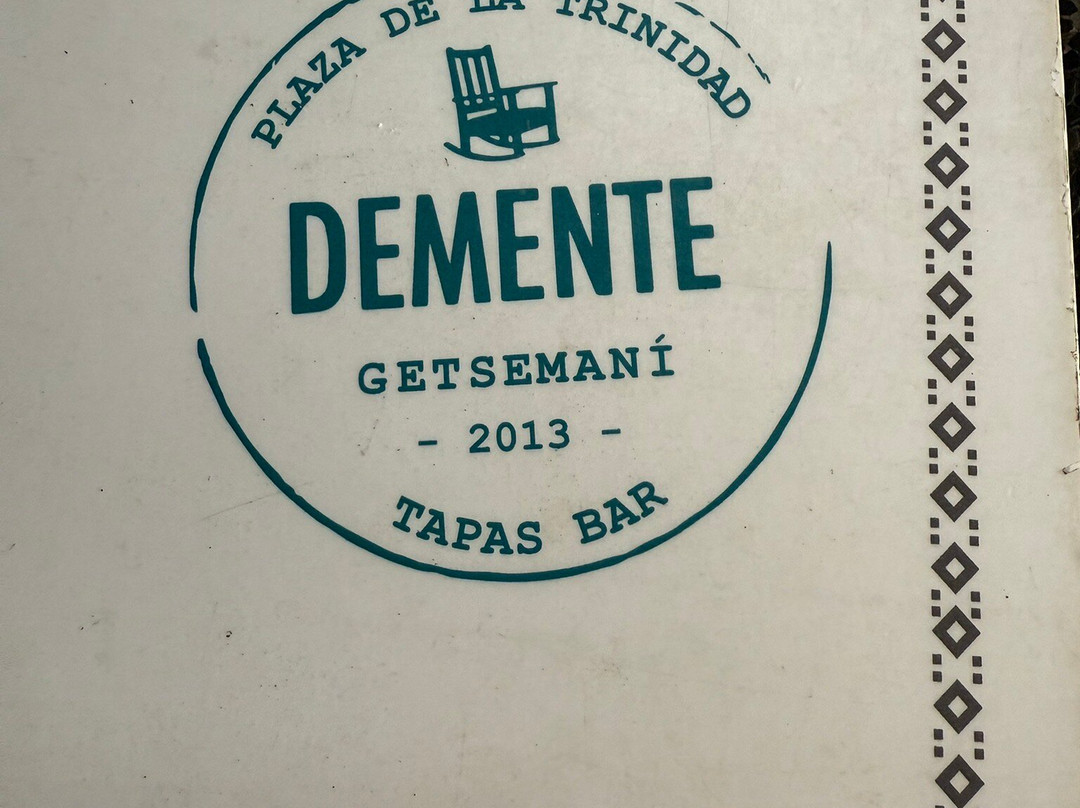 PLAZA DE LA TRINIDAD
DEMENTE
GETSEMANÍ
- 2013 -
TAPAS BAR